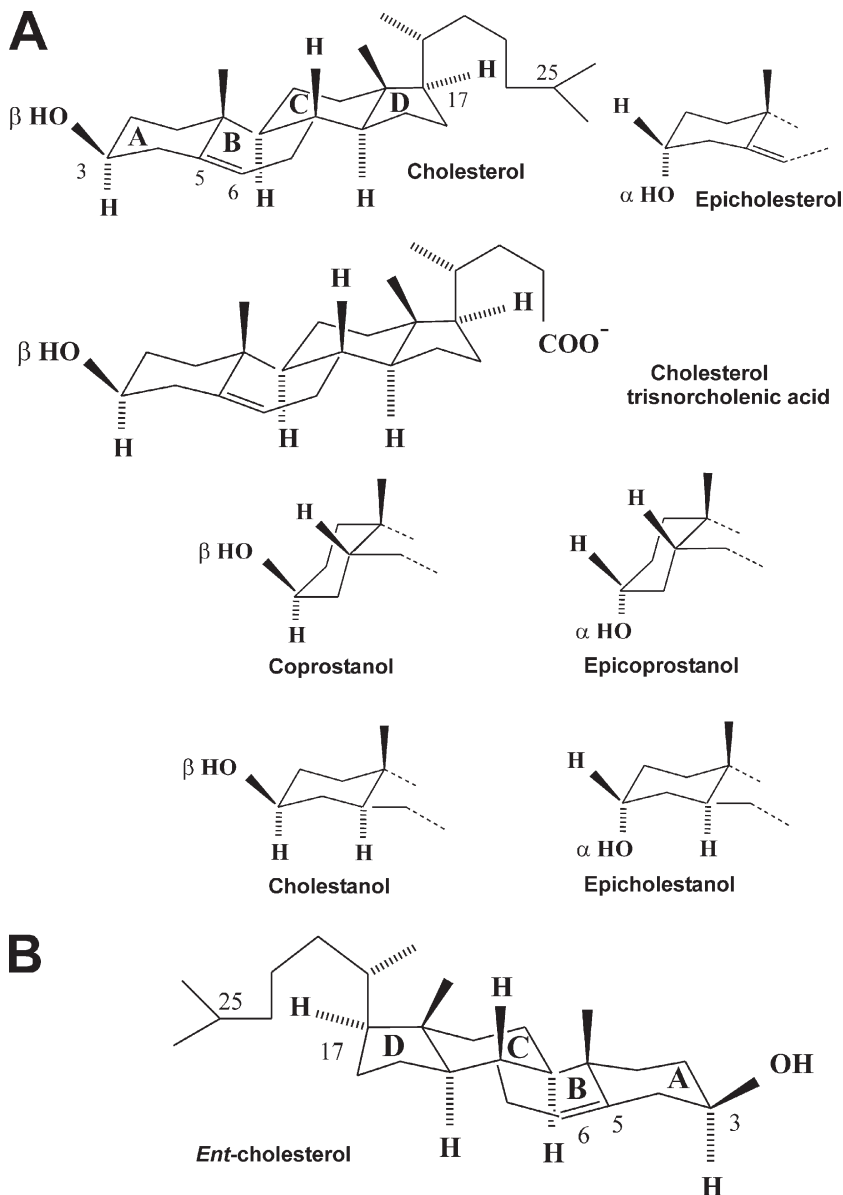 A
H
H
25
C
D
17
β HO
A
B
H
3
5
6
H
H
H
Cholesterol
α HO
Epicholesterol
H
H
β HO
COO-
H
H
H
Cholesterol
trisnorcholenic acid
H
β HO
H
Coprostanol
H
H
α HO
Epicoprostanol
β HO
H
H
Cholestanol
H
α HO
H
Epicholestanol
B
25
H
H
17
D
C
B
A
OH
6
5
3
H
H
H
Ent-cholesterol